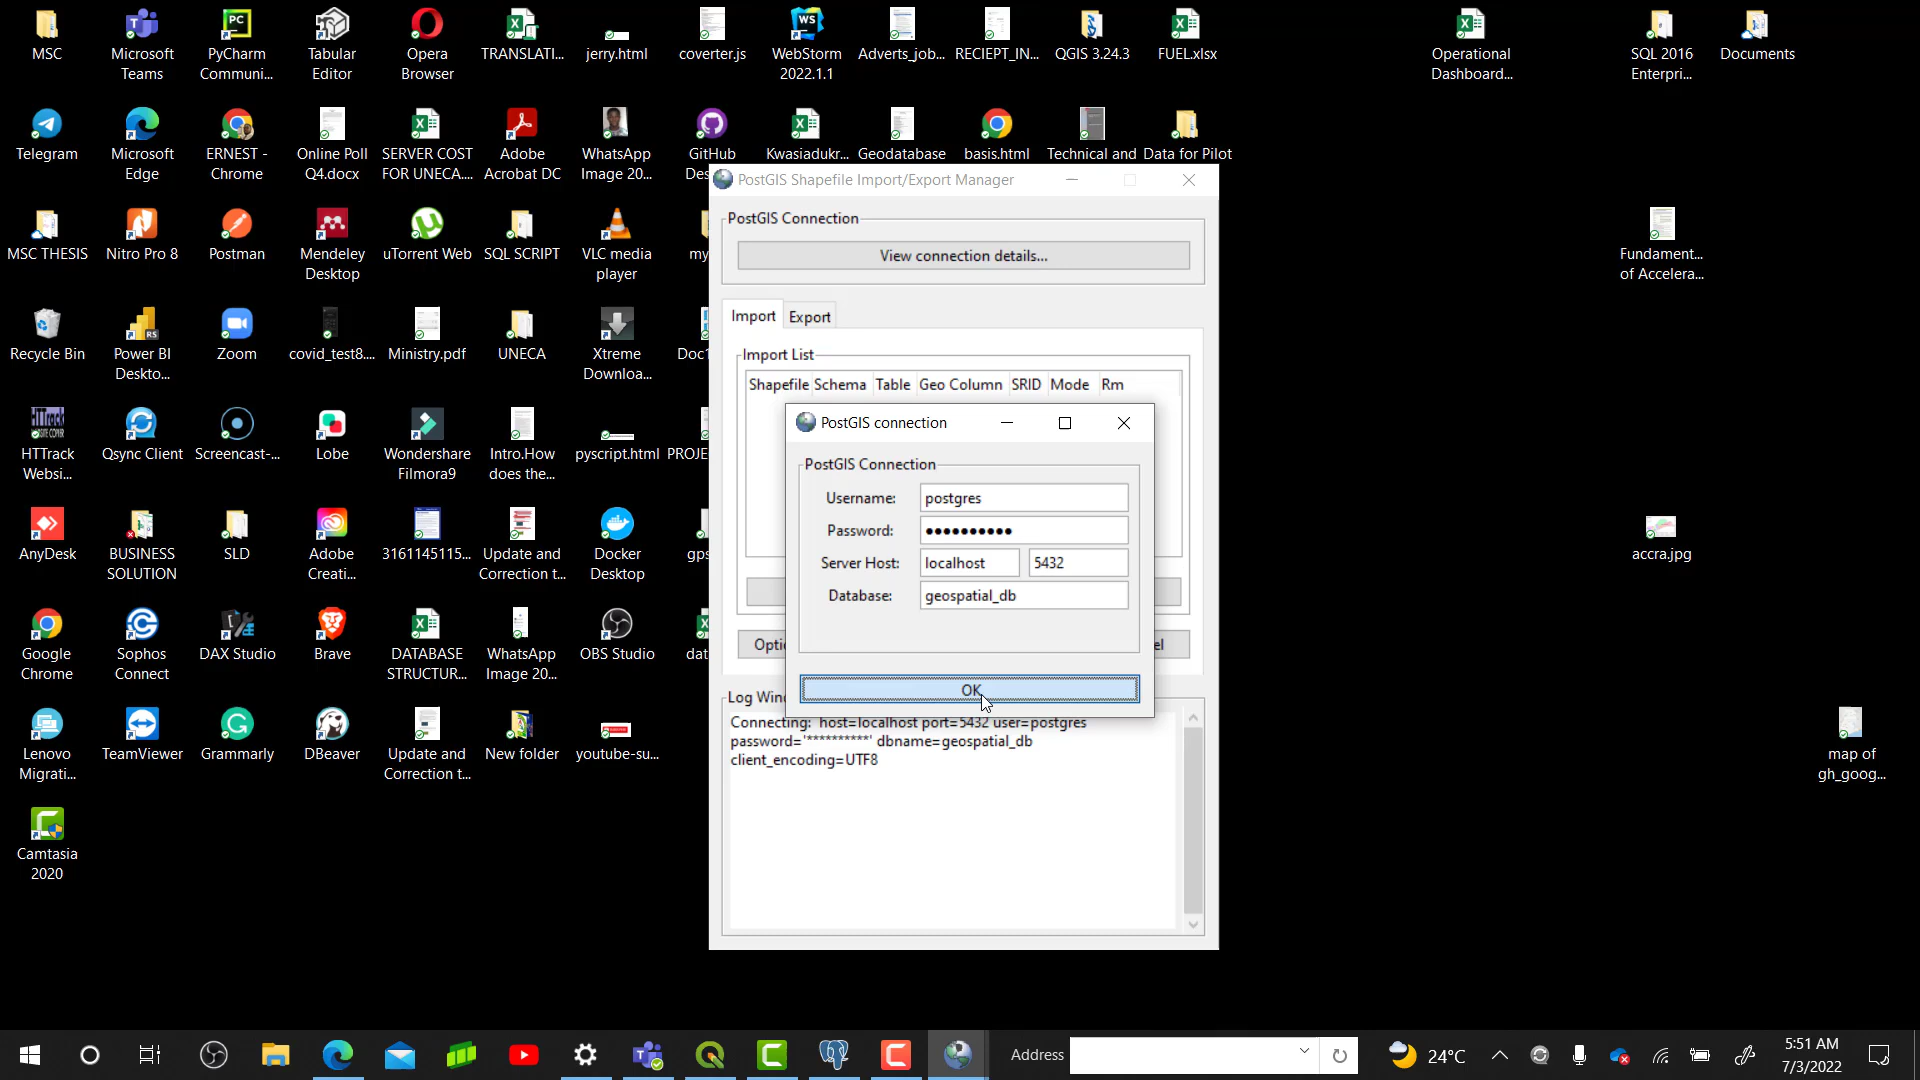 MSC
Microsoft
Teams
PyCharm
Communi...
Tabular
Editor
Opera
Browser
TRANSLATI...
jerry.html
coverter.js
WebStorm
2022.1.1
Adverts_job...
RECIEPT_IN...
QGIS 3.24.3
FUEL.xlsx
Operational
Dashboard...
SQL 2016
Enterpri...
Documents
Telegram
Microsoft
Edge
ERNEST -
Chrome
Online Poll
Q4.docx
SERVER COST
FOR UNECA....
Adobe
Acrobat DC
WhatsApp
Image 20...
GitHub
Des
Kwasiadukr...
Geodatabase
basis.html
Technical and
Data for Pilot
MSC THESIS
Nitro Pro 8
Postman
Mendeley
Desktop
uTorrent Web
SQL SCRIPT
VLC media
player
my
Fundament...
of Accelera...
Recycle Bin
Power BI
Deskto...
Zoom
covid_test8....
Ministry.pdf
UNECA
Xtreme
Downloa...
Doc1
HTTrack
Websi...
Qsync Client
Screencast-...
Lobe
Wondershare
Filmora9
Intro.How
does the...
pyscript.html
PROJE
AnyDesk
BUSINESS
SOLUTION
SLD
Adobe
Creati...
3161145115...
Update and
Correction t...
Docker
Desktop
gps
accra.jpg
Google
Chrome
Sophos
Connect
DAX Studio
Brave
DATABASE
STRUCTUR...
WhatsApp
Image 20...
OBS Studio
dat
Lenovo
Migrati...
TeamViewer
Grammarly
DBeaver
Update and
Correction t...
New folder
youtube-su...
map of
gh_goog...
Camtasia
2020
PostGIS Shapefile Import/Export Manager
PostGIS Connection
View connection details...
Import Export
Import List
Shapefile Schema Table Geo Column SRID Mode Rm
PostGIS connection
PostGIS Connection
Username: postgres
Password: ●●●●●●●●●●
Server Host: localhost 5432
Database: geospatial_db
OK
Opti
el
Log Win
Connecting: host=localhost port=5432 user=postgres
password='**********' dbname=geospatial_db
client_encoding=UTF8
Address
24°C
5:51 AM
7/3/2022